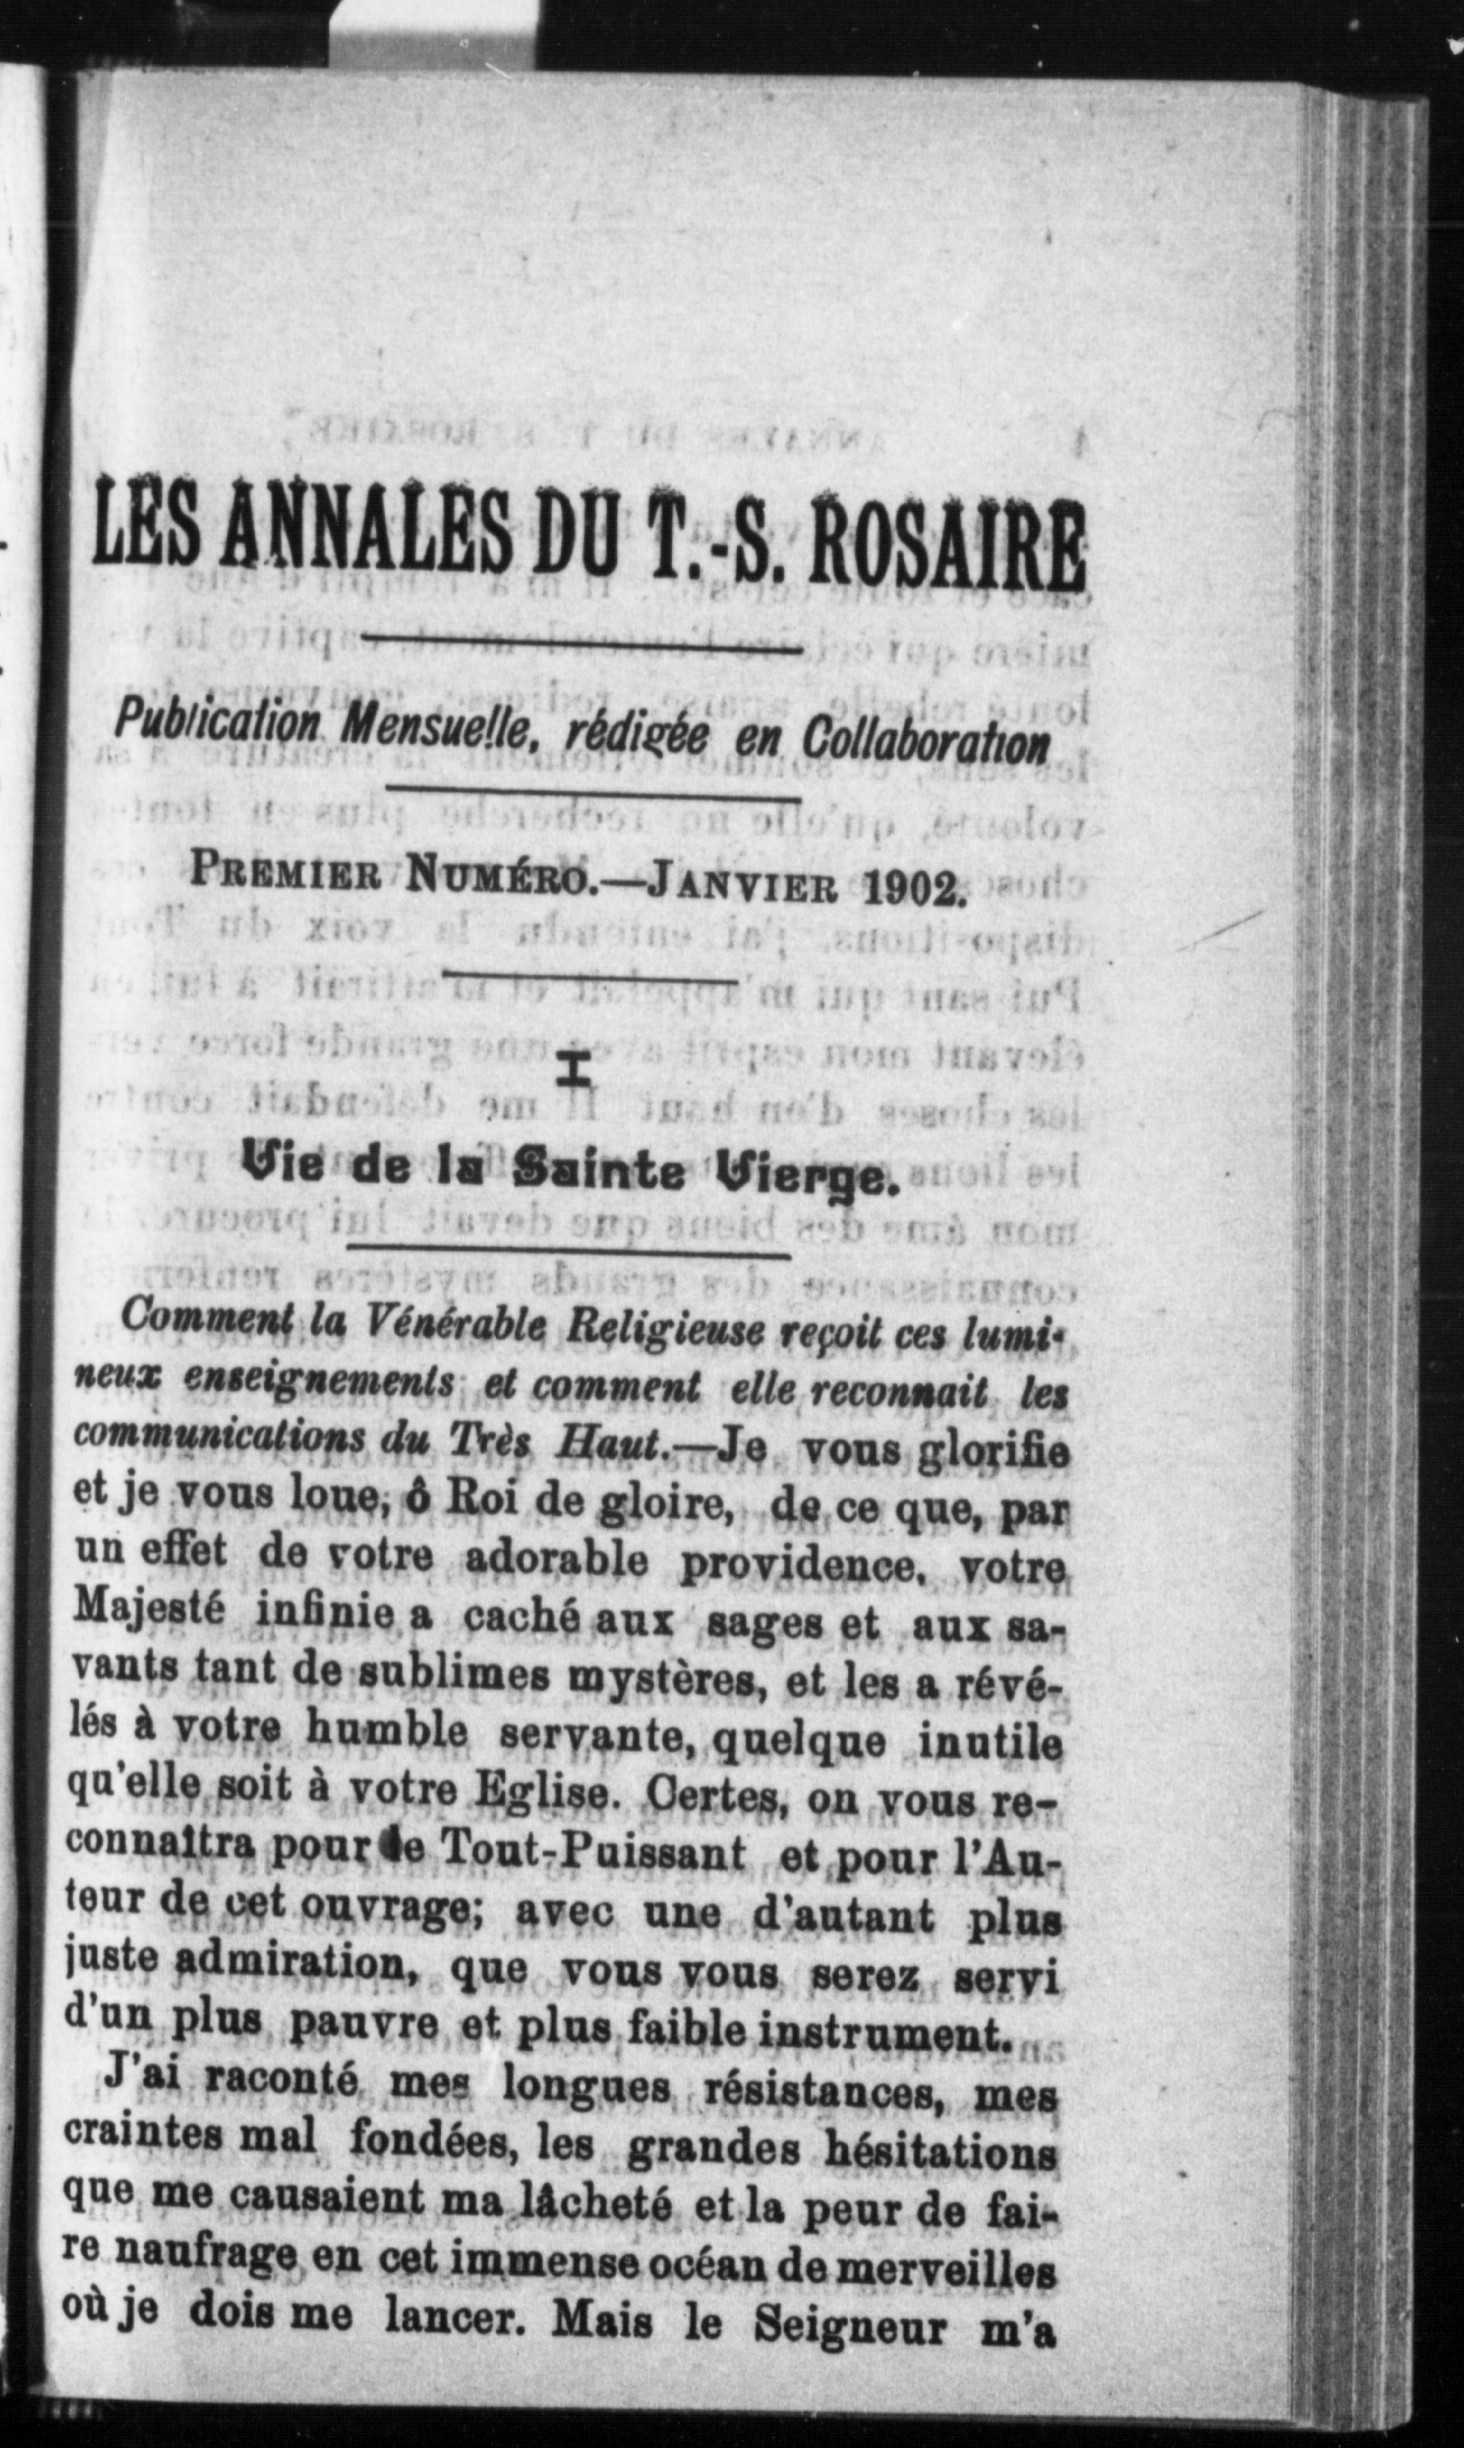 LES ANNALES DU T.-S. ROSAIRE
Publication Mensuelle, rédigée en Collaboration
PREMIER NUMÉRO.—JANVIER 1902.
I
Vie de la Sainte Vierge.
Comment la Vénérable Religieuse reçoit ces lumi-
neux enseignements et comment elle reconnait les
communications du Très Haut.—Je vous glorifie
et je vous loue, ô Roi de gloire, de ce que, par
un effet de votre adorable providence, votre
Majesté infinie a caché aux sages et aux sa-
vants tant de sublimes mystères, et les a révé-
lés à votre humble servante, quelque inutile
qu'elle soit à votre Eglise. Certes, on vous re-
connaîtra pour le Tout-Puissant et pour l'Au-
teur de cet ouvrage; avec une d'autant plus
juste admiration, que vous vous serez servi
d'un plus pauvre et plus faible instrument.
J'ai raconté mes longues résistances, mes
craintes mal fondées, les grandes hésitations
que me causaient ma lâcheté et la peur de fai-
re naufrage en cet immense océan de merveilles
où je dois me lancer. Mais le Seigneur m'a